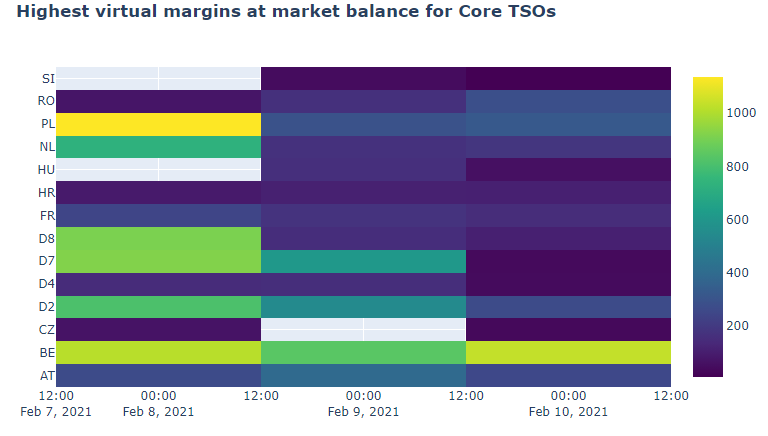 Highest virtual margins at market balance for Core TSOs
SI
RO
PL
NL
HU
HR
FR
D8
D7
D4
D2
CZ
BE
AT
1000
800
600
400
200
12:00 00:00 12:00 00:00 12:00 00:00 12:00
Feb 7, 2021 Feb 8, 2021 Feb 9, 2021 Feb 10, 2021